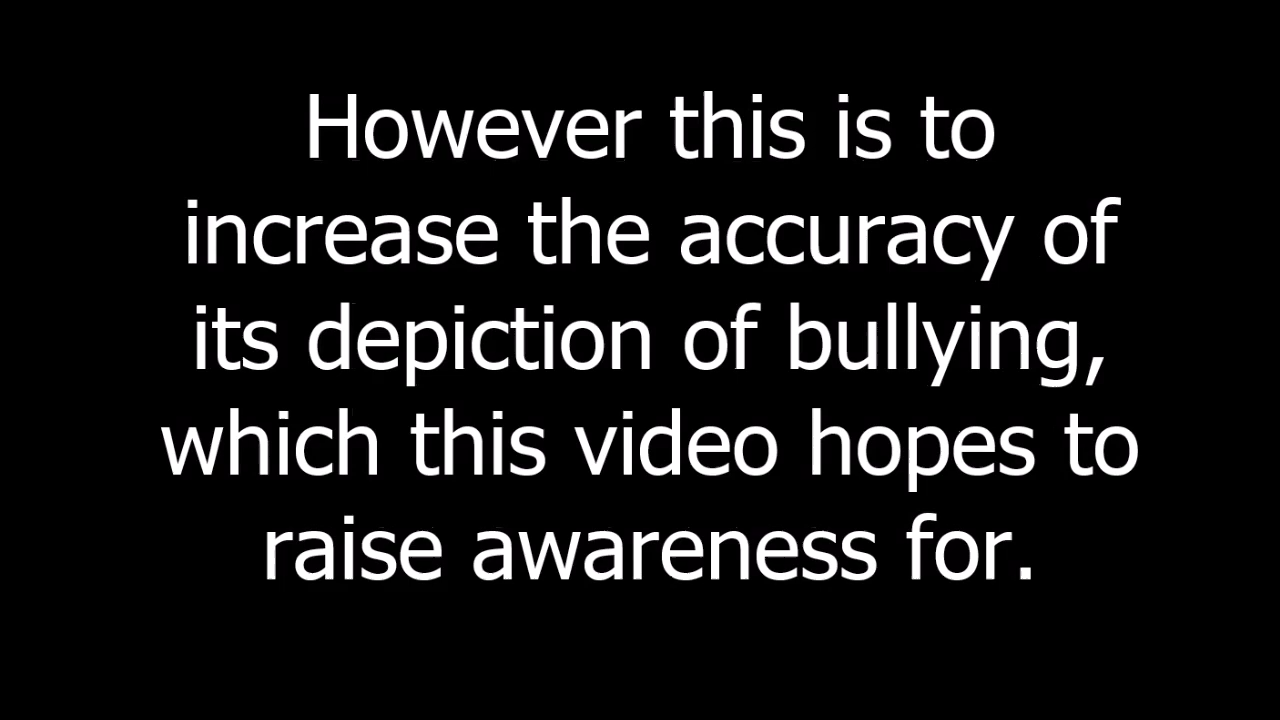 However this is to
increase the accuracy of
its depiction of bullying,
which this video hopes to
raise awareness for.